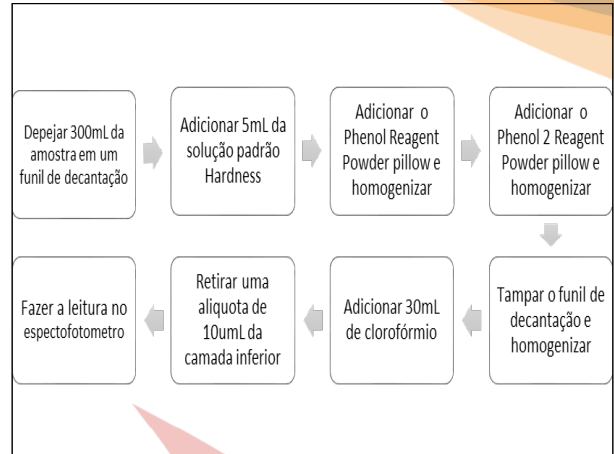 Depejar 300mL da
amostra em um
funil de decantação
Adicionar 5mL da
solução padrão
Hardness
Adicionar o
Phenol Reagent
Powder pillow e
homogenizar
Adicionar o
Phenol 2 Reagent
Powder pillow e
homogenizar
Tampar o funil de
decantação e
homogenizar
Adicionar 30mL
de clorofórmio
Retirar uma
aliquota de
10umL da
camada inferior
Fazer a leitura no
espectofotometro